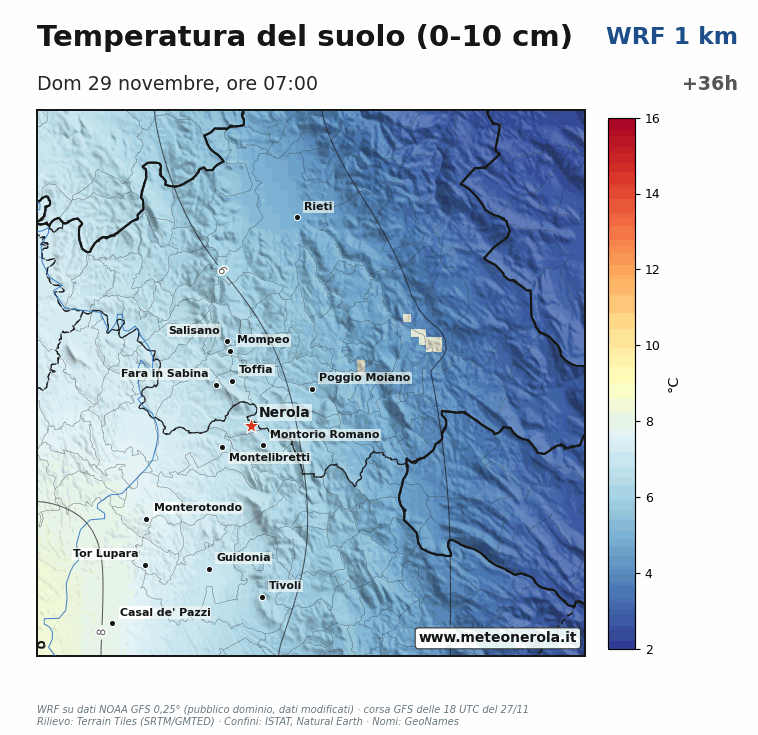 Temperatura del suolo (0-10 cm)
WRF 1 km
Dom 29 novembre, ore 07:00
+36h
Rieti
6
Salisano
Mompeo
Toffia
Fara in Sabina
Poggio Moiano
Nerola
Montorio Romano
Montelibretti
Monterotondo
Tor Lupara
Guidonia
Tivoli
Casal de' Pazzi
8
www.meteonerola.it
16
14
12
10
8
6
4
2
°C
WRF su dati NOAA GFS 0,25° (pubblico dominio, dati modificati) · corsa GFS delle 18 UTC del 27/11
Rilievo: Terrain Tiles (SRTM/GMTED) · Confini: ISTAT, Natural Earth · Nomi: GeoNames